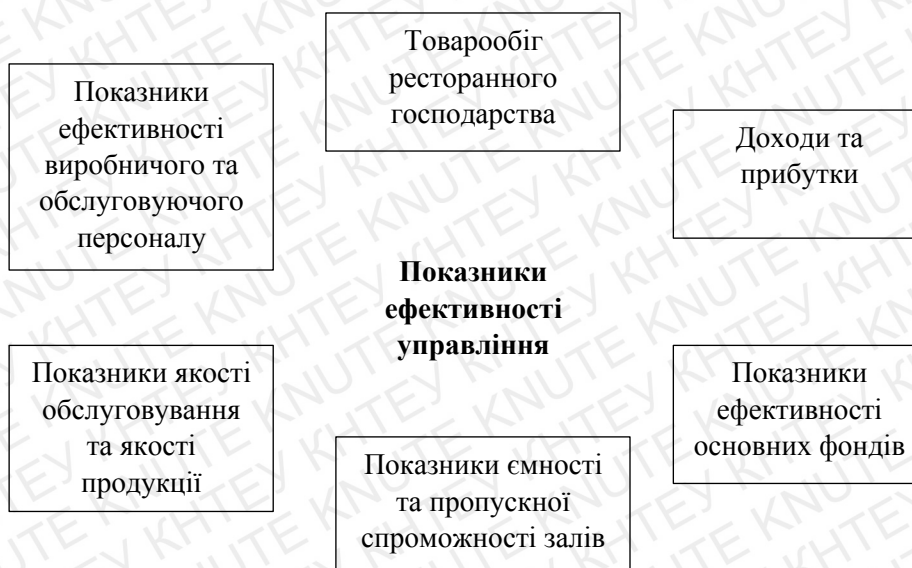 Товарообіг
ресторанного
господарства
Показники
ефективності
виробничого та
обслуговуючого
персоналу
Доходи та
прибутки
Показники
ефективності
управління
Показники якості
обслуговування
та якості
продукції
Показники ємності
та пропускної
спроможності залів
Показники
ефективності
основних фондів